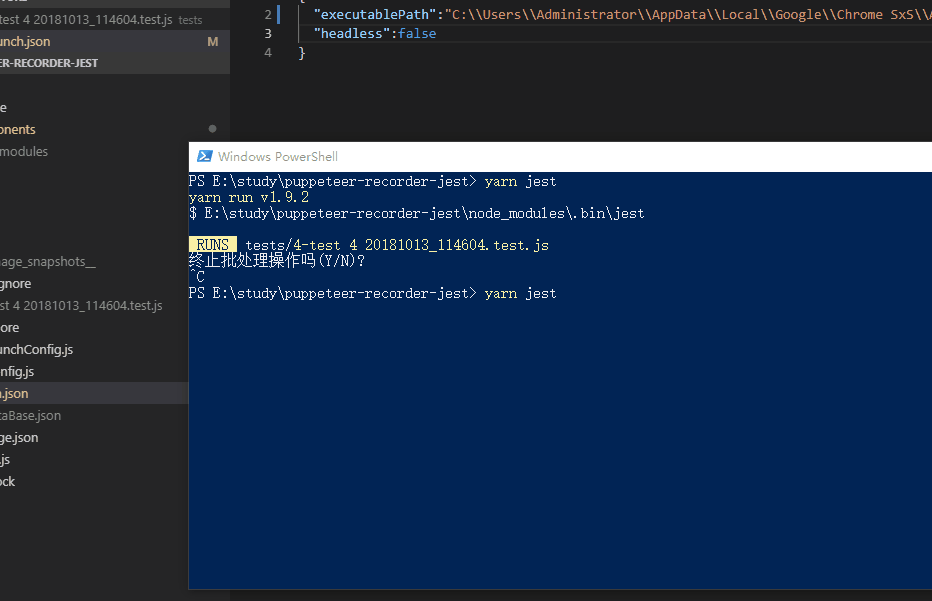 test 4 20181013_114604.test.js tests
unch.json M
ER-RECORDER-JEST
e
onents
modules
nage_snapshots__
gnore
st 4 20181013_114604.test.js
ore
unchConfig.js
nfig.js
.json
taBase.json
ge.json
.js
ock
2 "executablePath":"C:\\Users\\Administrator\\AppData\\Local\\Google\\Chrome SxS\\A
3 "headless":false
4 }
Windows PowerShell
PS E:\study\puppeteer-recorder-jest> yarn jest
yarn run v1.9.2
$ E:\study\puppeteer-recorder-jest\node_modules\.bin\jest
RUNS tests/4-test 4 20181013_114604.test.js
终止批处理操作吗(Y/N)?
^C
PS E:\study\puppeteer-recorder-jest> yarn jest